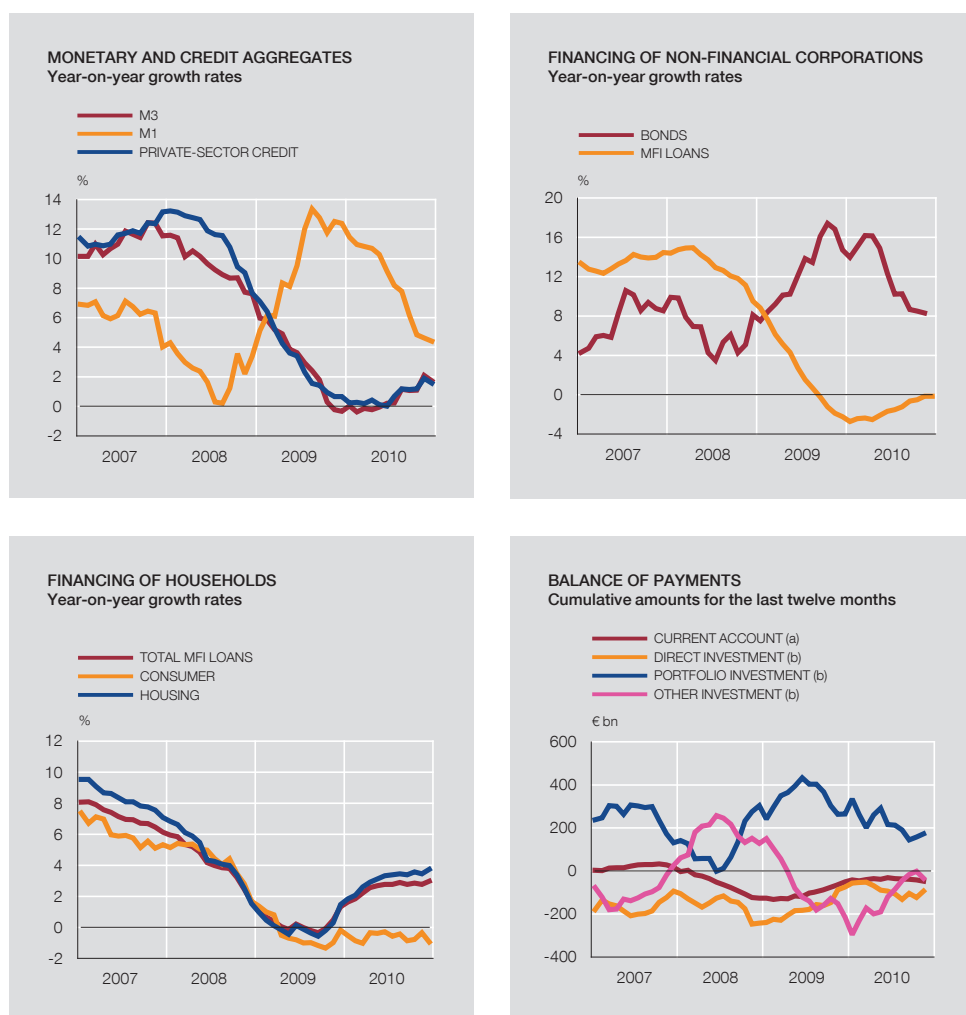 MONETARY AND CREDIT AGGREGATES
Year-on-year growth rates
M3
M1
PRIVATE-SECTOR CREDIT
%
14
12
10
8
6
4
2
0
-2
2007 2008 2009 2010
FINANCING OF NON-FINANCIAL CORPORATIONS
Year-on-year growth rates
BONDS
MFI LOANS
%
20
16
12
8
4
0
-4
2007 2008 2009 2010
FINANCING OF HOUSEHOLDS
Year-on-year growth rates
TOTAL MFI LOANS
CONSUMER
HOUSING
%
12
10
8
6
4
2
0
-2
2007 2008 2009 2010
BALANCE OF PAYMENTS
Cumulative amounts for the last twelve months
CURRENT ACCOUNT (a)
DIRECT INVESTMENT (b)
PORTFOLIO INVESTMENT (b)
OTHER INVESTMENT (b)
€ bn
600
400
200
0
-200
-400
2007 2008 2009 2010